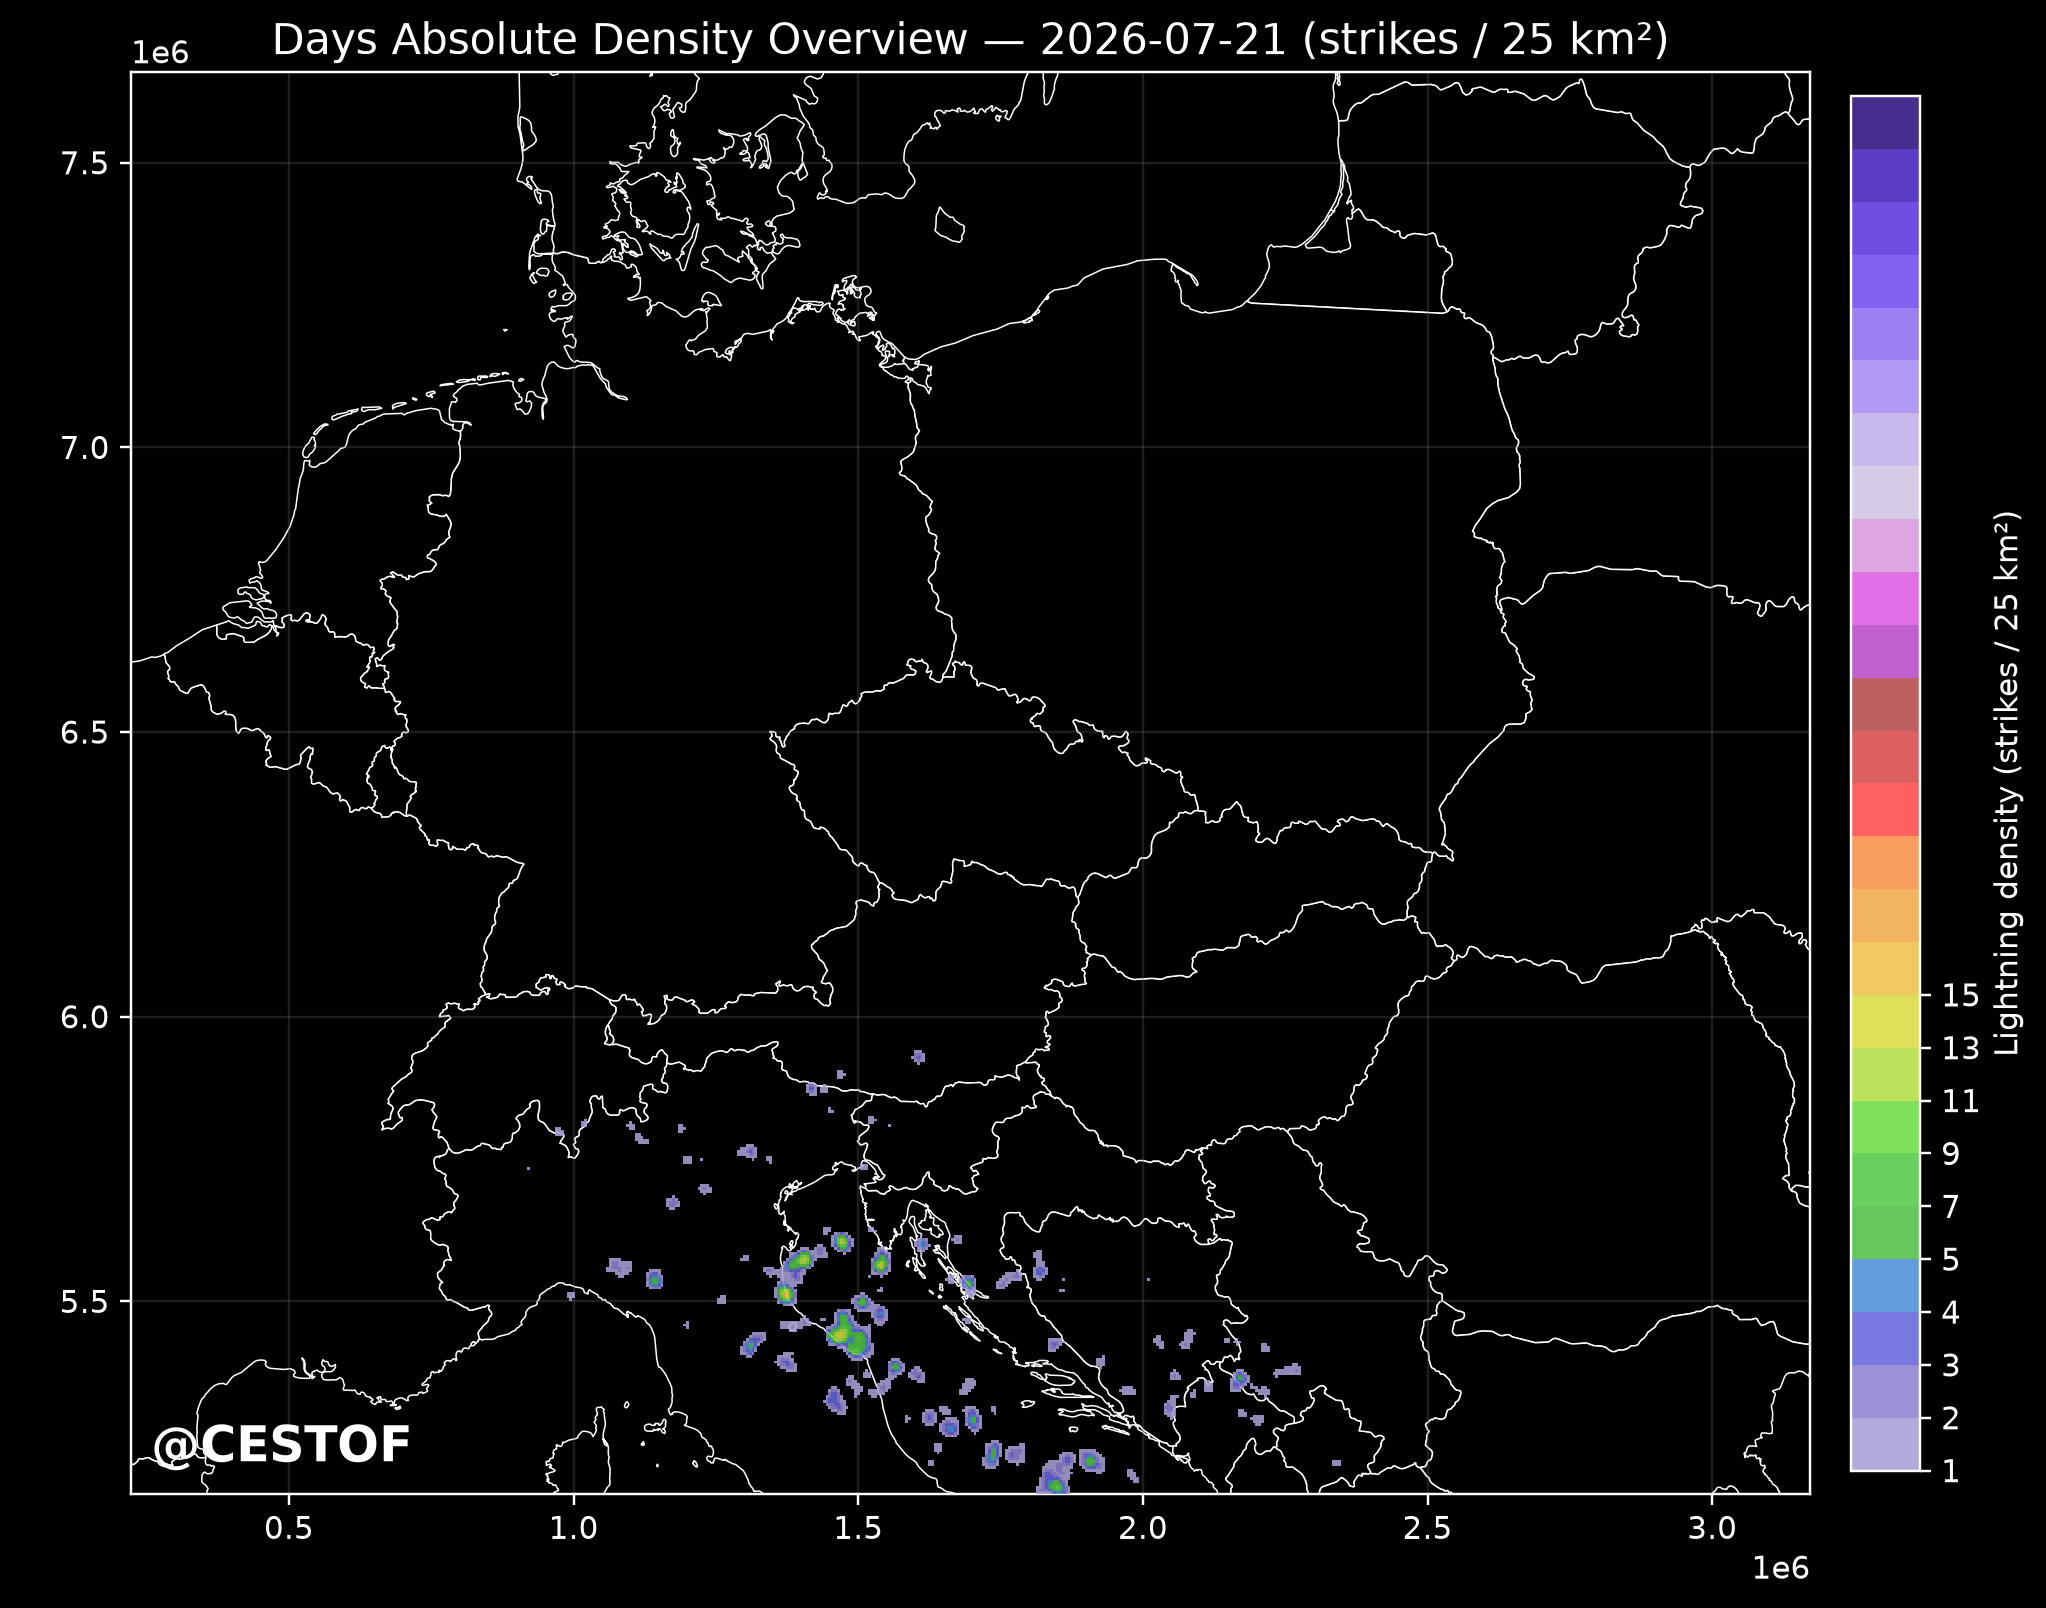 Days Absolute Density Overview — 2026-07-21 (strikes / 25 km²)
1e6
7.5
7.0
6.5
6.0
5.5
0.5 1.0 1.5 2.0 2.5 3.0
1e6
@CESTOF
15
13
11
9
7
5
4
3
2
1
Lightning density (strikes / 25 km²)